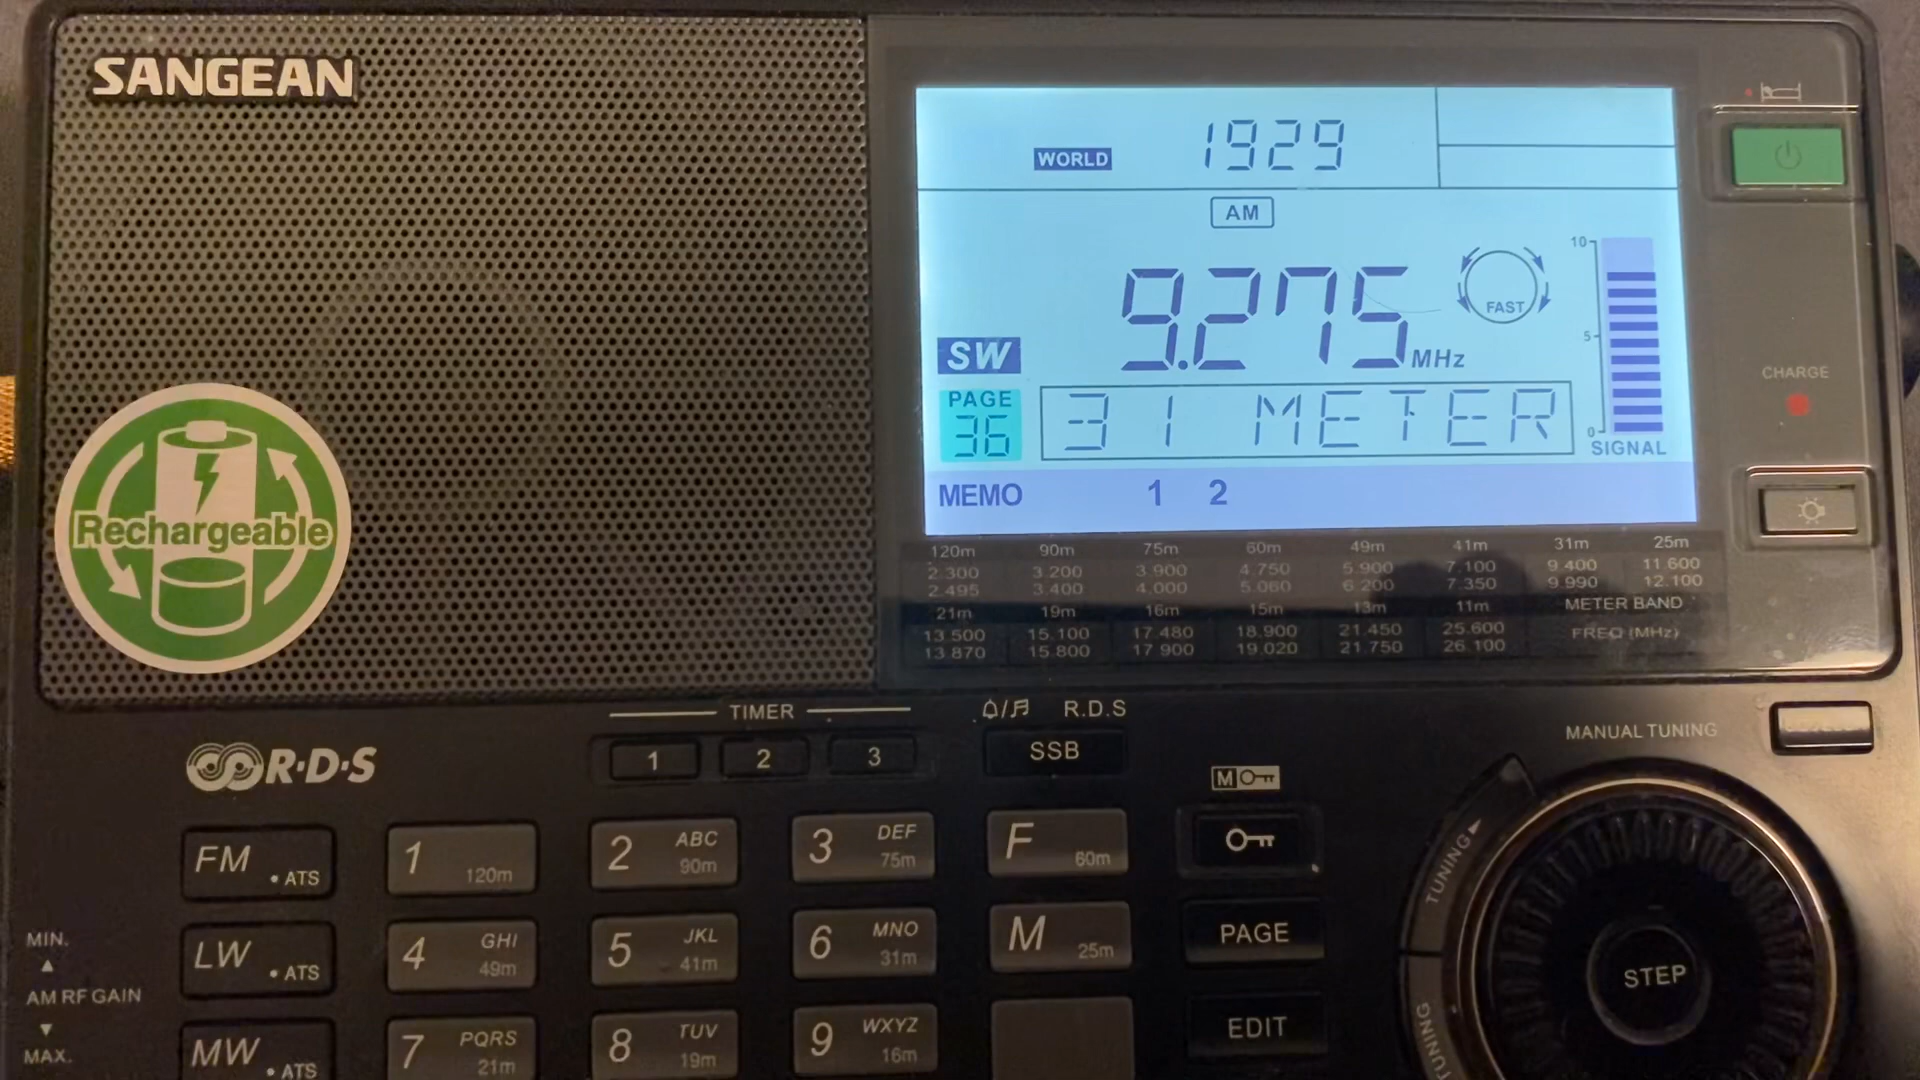 SANGEAN
WORLD 1929
AM
9.275 MHz
FAST
10
5
0
SIGNAL
SW
PAGE
36
31 METER
MEMO 1 2
CHARGE
Rechargeable
120m 90m 75m 60m 49m 41m 31m 25m
2.300 3.200 3.900 4.750 5.900 7.100 9.400 11.600
2.495 3.400 4.000 5.060 6.200 7.350 9.990 12.100
21m 19m 16m 15m 13m 11m METER BAND
13.500 15.100 17.480 18.900 21.450 25.600 FREQ (MHz)
13.870 15.800 17.900 19.020 21.750 26.100
TIMER
1 2 3
R.D.S
SSB
MANUAL TUNING
R·D·S
M
FM • ATS
1 120m
2 ABC 90m
3 DEF 75m
F 60m
LW • ATS
4 GHI 49m
5 JKL 41m
6 MNO 31m
M 25m
PAGE
MW • ATS
7 PQRS 21m
8 TUV 19m
9 WXYZ 16m
EDIT
MIN.
AM RF GAIN
MAX.
TUNING
STEP
TUNING